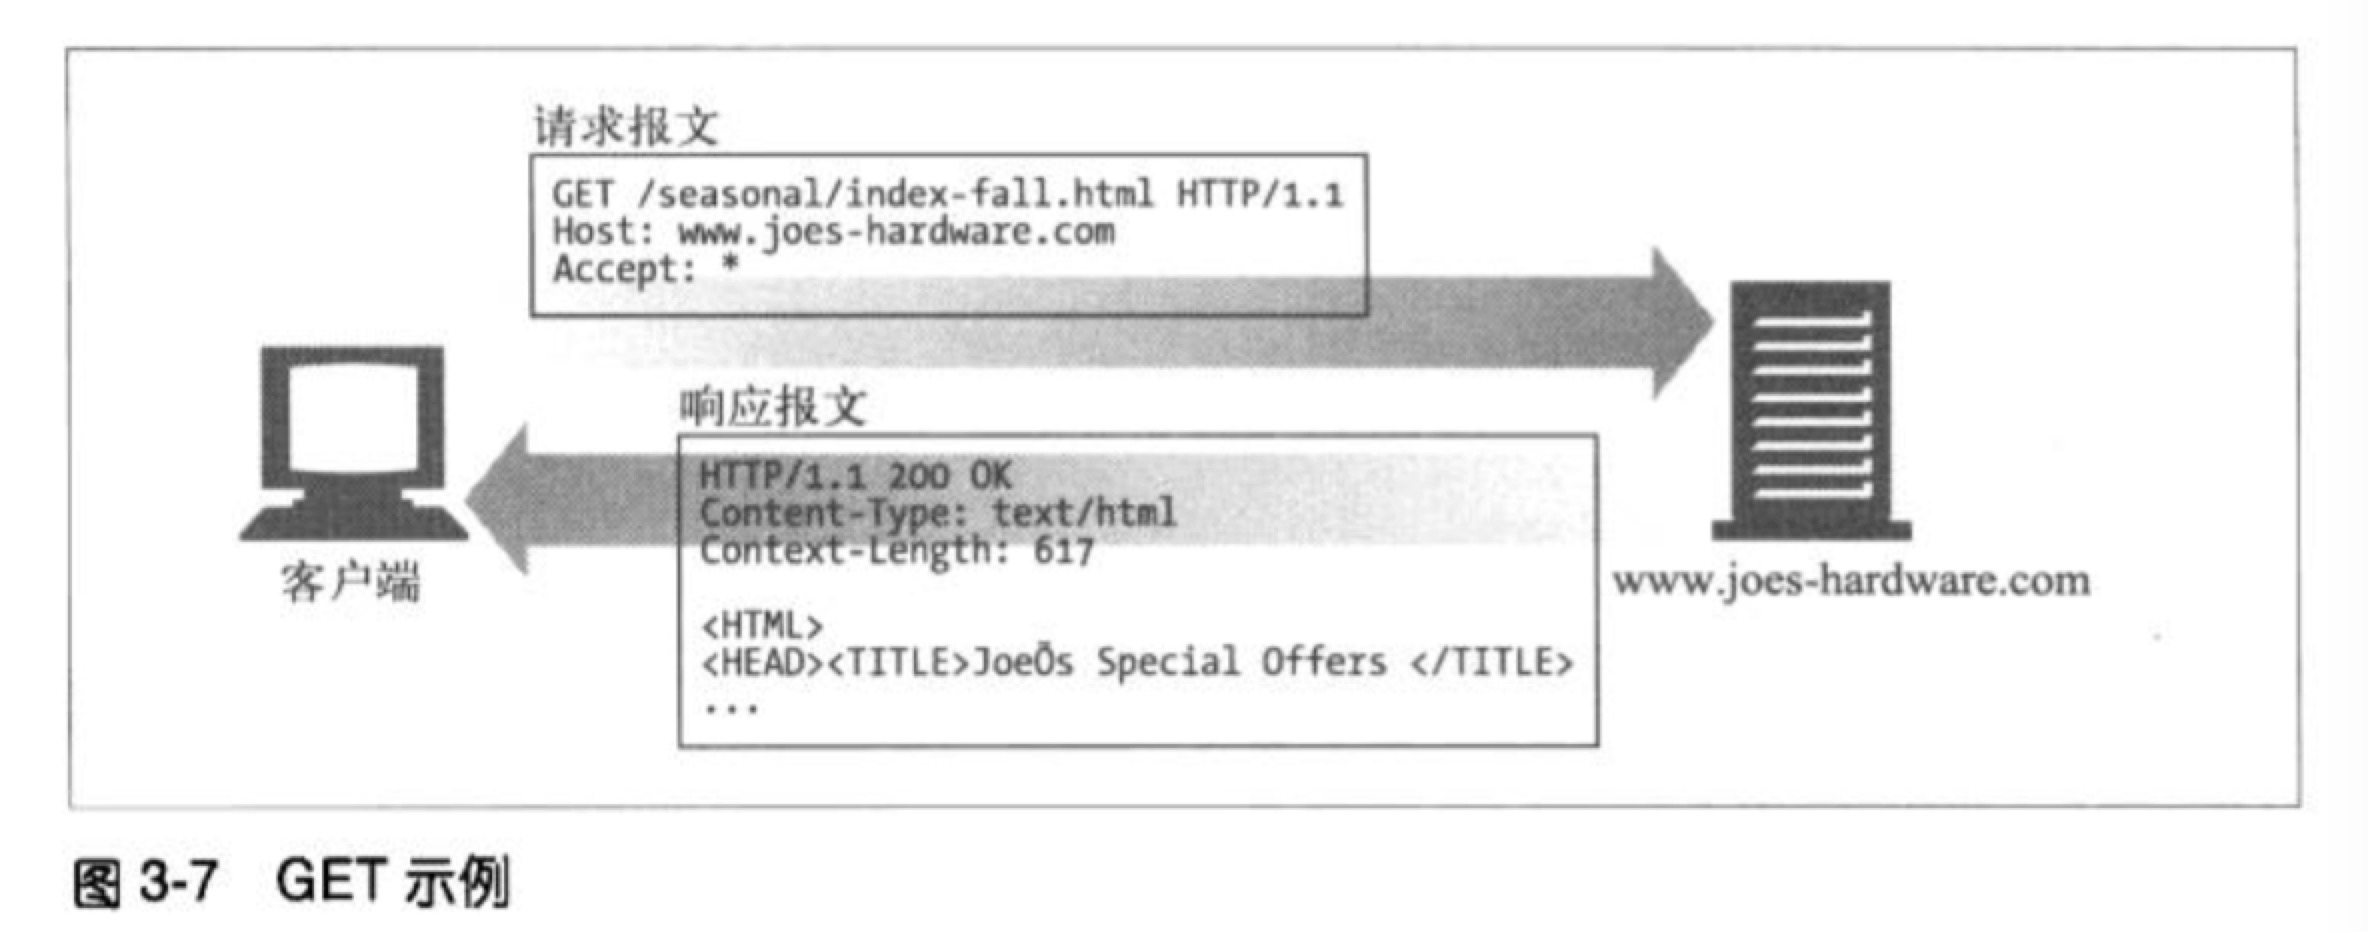 请求报文
GET /seasonal/index-fall.html HTTP/1.1
Host: www.joes-hardware.com
Accept: *
响应报文
HTTP/1.1 200 OK
Content-Type: text/html
Context-Length: 617
<HTML>
<HEAD><TITLE>JoeÕs Special Offers </TITLE>
...
客户端
www.joes-hardware.com
图 3-7 GET 示例